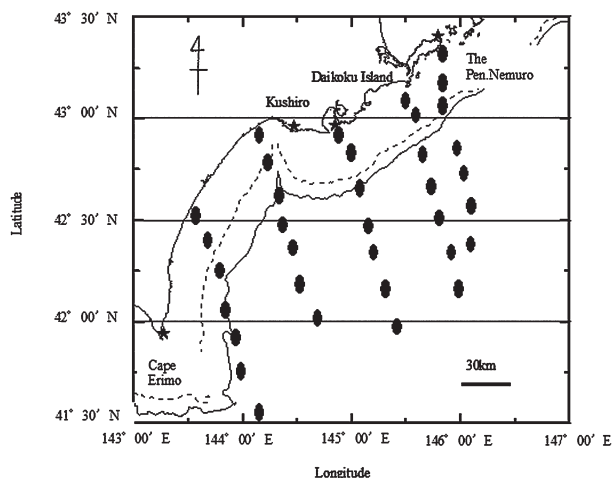 43° 30′ N
The
Pen.Nemuro
Daikoku Island
Kushiro
43° 00′ N
Latitude
42° 30′ N
42° 00′ N
Cape
Erimo
30km
41° 30′ N
143° 00′ E
144° 00′ E
145° 00′ E
146° 00′ E
147° 00′ E
Longitude